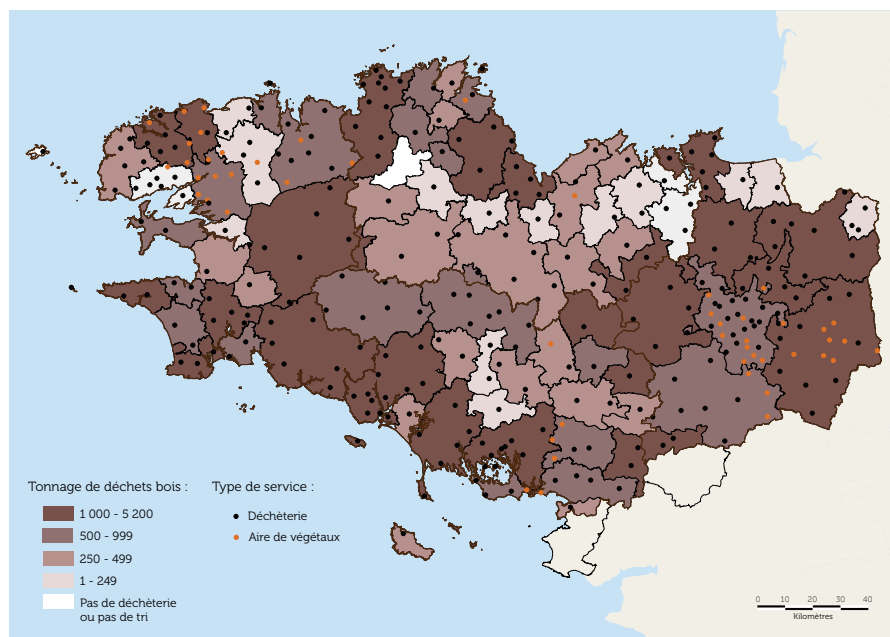 Tonnage de déchets bois :
1 000 - 5 200
500 - 999
250 - 499
1 - 249
Pas de déchèterie
ou pas de tri
Type de service :
Déchèterie
Aire de végétaux
0 10 20 30 40
Kilomètres